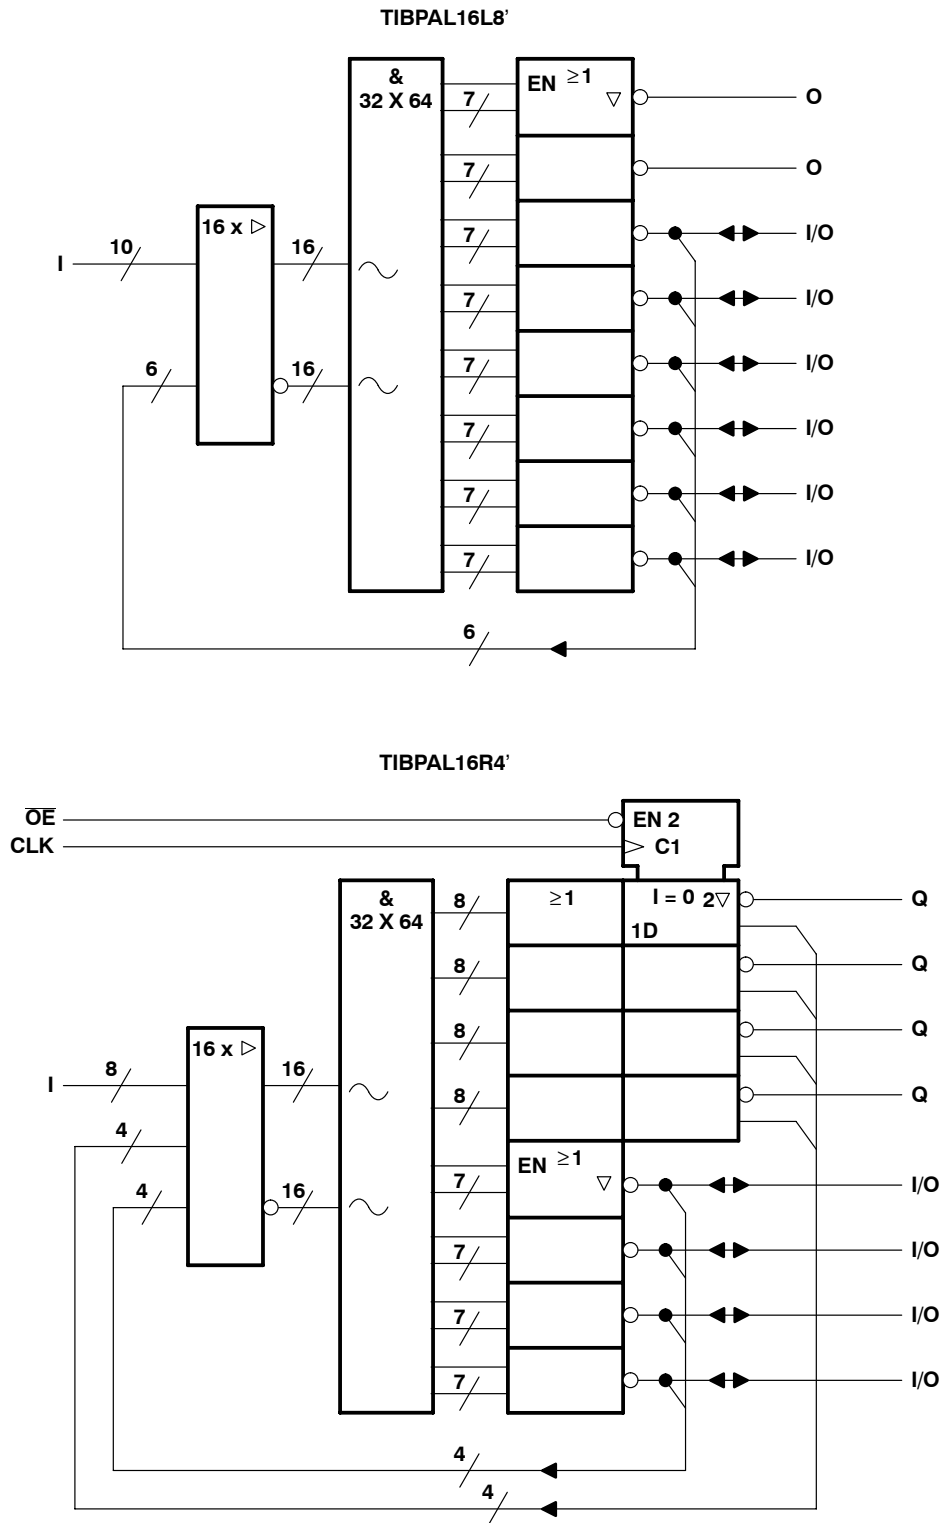 TIBPAL16L8'
&
32 X 64
EN ≥1 ▽
7
O
7
O
16 x ▷
7
I/O
I
10
16
7
I/O
7
I/O
6
16
7
I/O
7
I/O
7
I/O
6
TIBPAL16R4'
OE
EN 2
CLK
C1
&
32 X 64
8
≥1
I = 0 2▽
1D
Q
8
Q
8
Q
16 x ▷
I
8
16
8
Q
4
EN ≥1 ▽
4
16
7
I/O
7
I/O
7
I/O
7
I/O
4
4